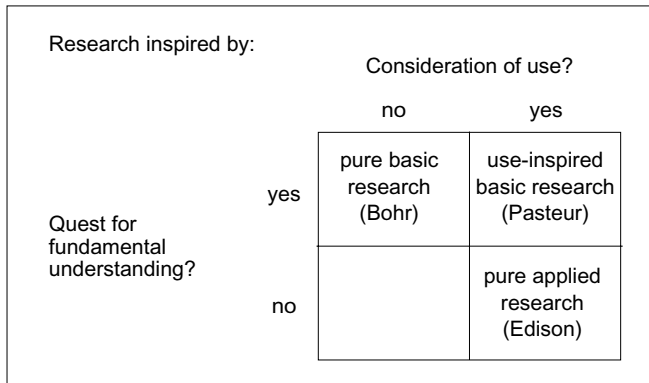 Research inspired by:
Consideration of use?
no yes
pure basic
research
(Bohr)
use-inspired
basic research
(Pasteur)
yes
Quest for
fundamental
understanding?
no
pure applied
research
(Edison)